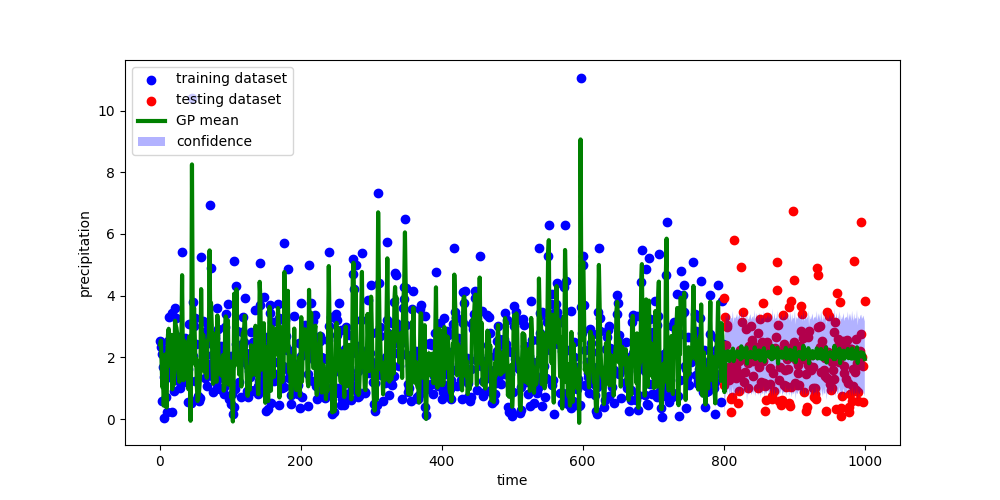 training dataset
testing dataset
GP mean
confidence
10
8
6
4
2
0
precipitation
0 200 400 600 800 1000
time